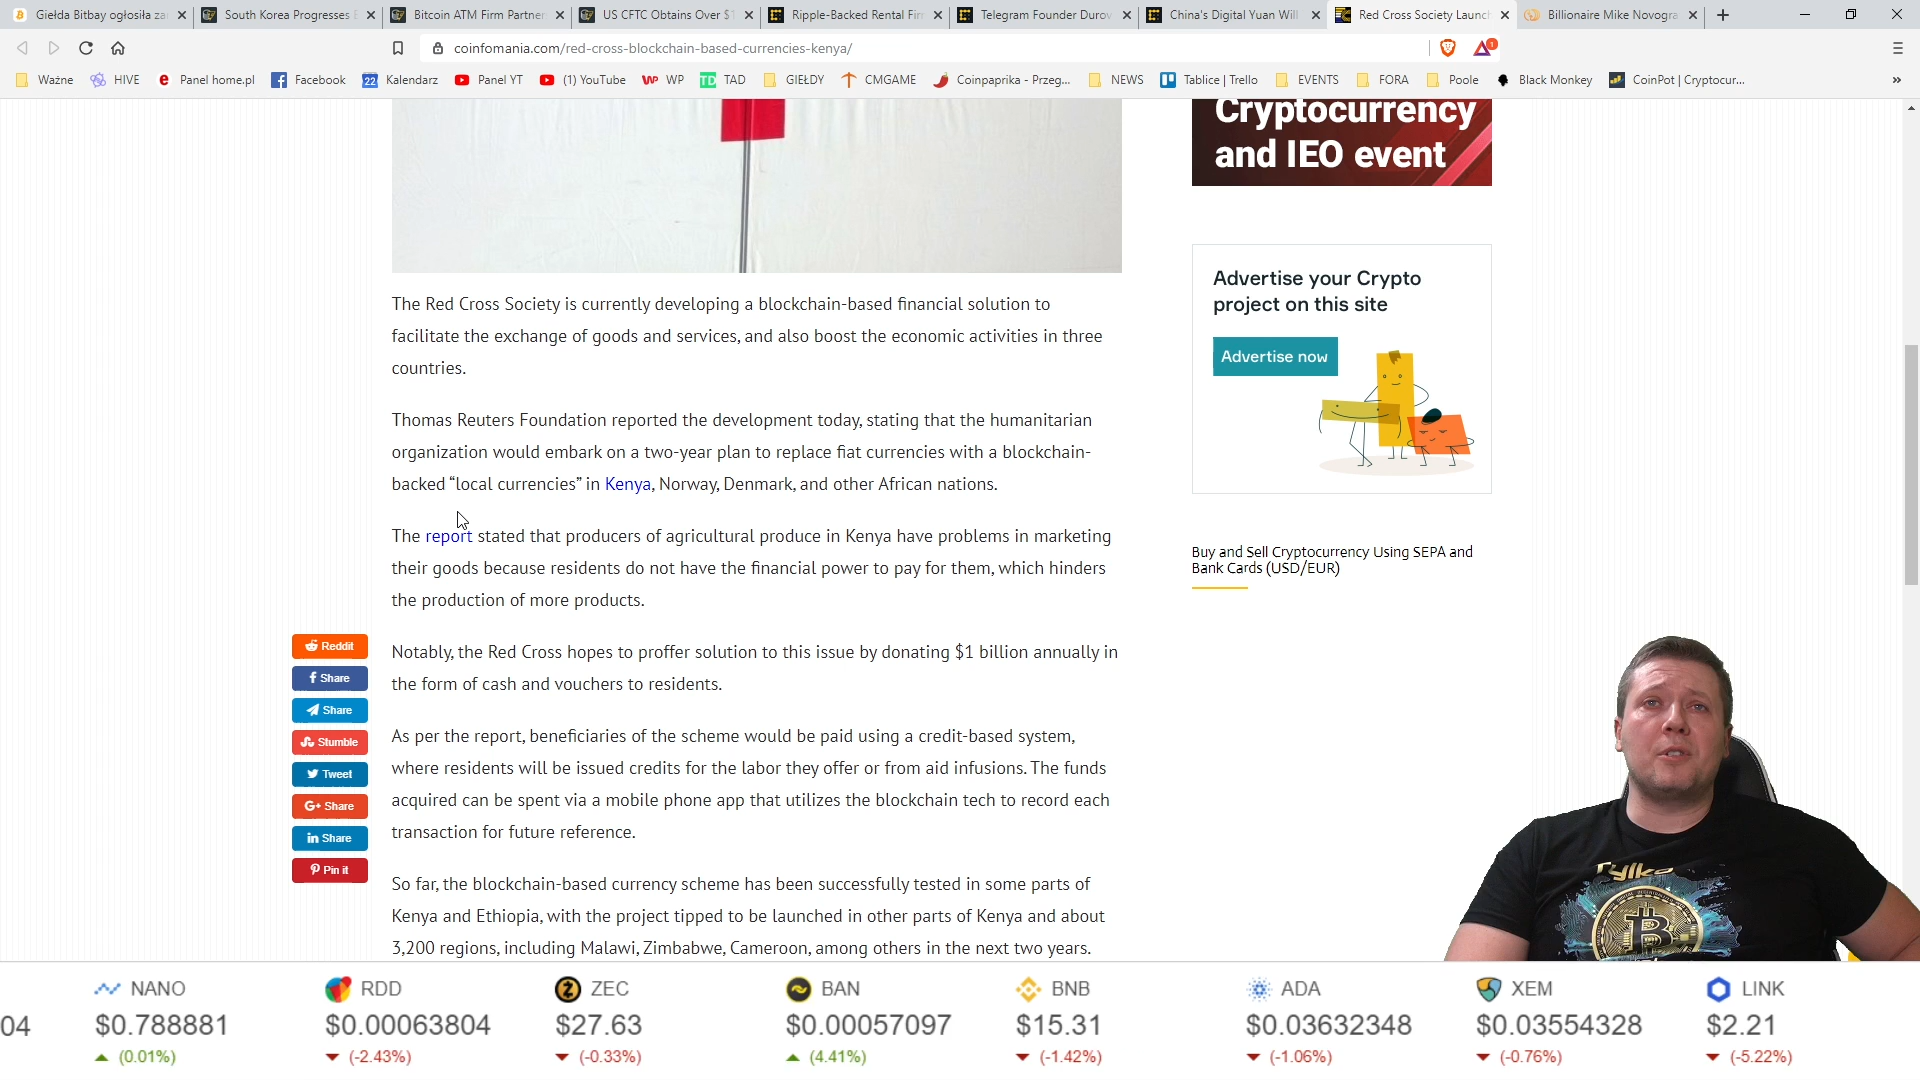 Giełda Bitbay ogłosiła za
South Korea Progresses
Bitcoin ATM Firm Partner
US CFTC Obtains Over $1
Ripple-Backed Rental Fir
Telegram Founder Durov
China's Digital Yuan Will
Red Cross Society Launch
Billionaire Mike Novogra
coinfomania.com/red-cross-blockchain-based-currencies-kenya/
1
Ważne
HIVE
Panel home.pl
Facebook
22 Kalendarz
Panel YT
(1) YouTube
WP WP
TD TAD
GIEŁDY
CMGAME
Coinpaprika - Przeg...
NEWS
Tablice | Trello
EVENTS
FORA
Poole
Black Monkey
CoinPot | Cryptocur...
»
Cryptocurrency
and IEO event
The Red Cross Society is currently developing a blockchain-based financial solution to
facilitate the exchange of goods and services, and also boost the economic activities in three
countries.
Thomas Reuters Foundation reported the development today, stating that the humanitarian
organization would embark on a two-year plan to replace fiat currencies with a blockchain-
backed “local currencies” in Kenya, Norway, Denmark, and other African nations.
The report stated that producers of agricultural produce in Kenya have problems in marketing
their goods because residents do not have the financial power to pay for them, which hinders
the production of more products.
Notably, the Red Cross hopes to proffer solution to this issue by donating $1 billion annually in
the form of cash and vouchers to residents.
As per the report, beneficiaries of the scheme would be paid using a credit-based system,
where residents will be issued credits for the labor they offer or from aid infusions. The funds
acquired can be spent via a mobile phone app that utilizes the blockchain tech to record each
transaction for future reference.
So far, the blockchain-based currency scheme has been successfully tested in some parts of
Kenya and Ethiopia, with the project tipped to be launched in other parts of Kenya and about
3,200 regions, including Malawi, Zimbabwe, Cameroon, among others in the next two years.
Reddit
Share
Share
Stumble
Tweet
G+ Share
in Share
Pin it
Advertise your Crypto
project on this site
Advertise now
Buy and Sell Cryptocurrency Using SEPA and
Bank Cards (USD/EUR)
Tylko
04
NANO
$0.788881
(0.01%)
RDD
$0.00063804
(-2.43%)
ZEC
$27.63
(-0.33%)
BAN
$0.00057097
(4.41%)
BNB
$15.31
(-1.42%)
ADA
$0.03632348
(-1.06%)
XEM
$0.03554328
(-0.76%)
LINK
$2.21
(-5.22%)